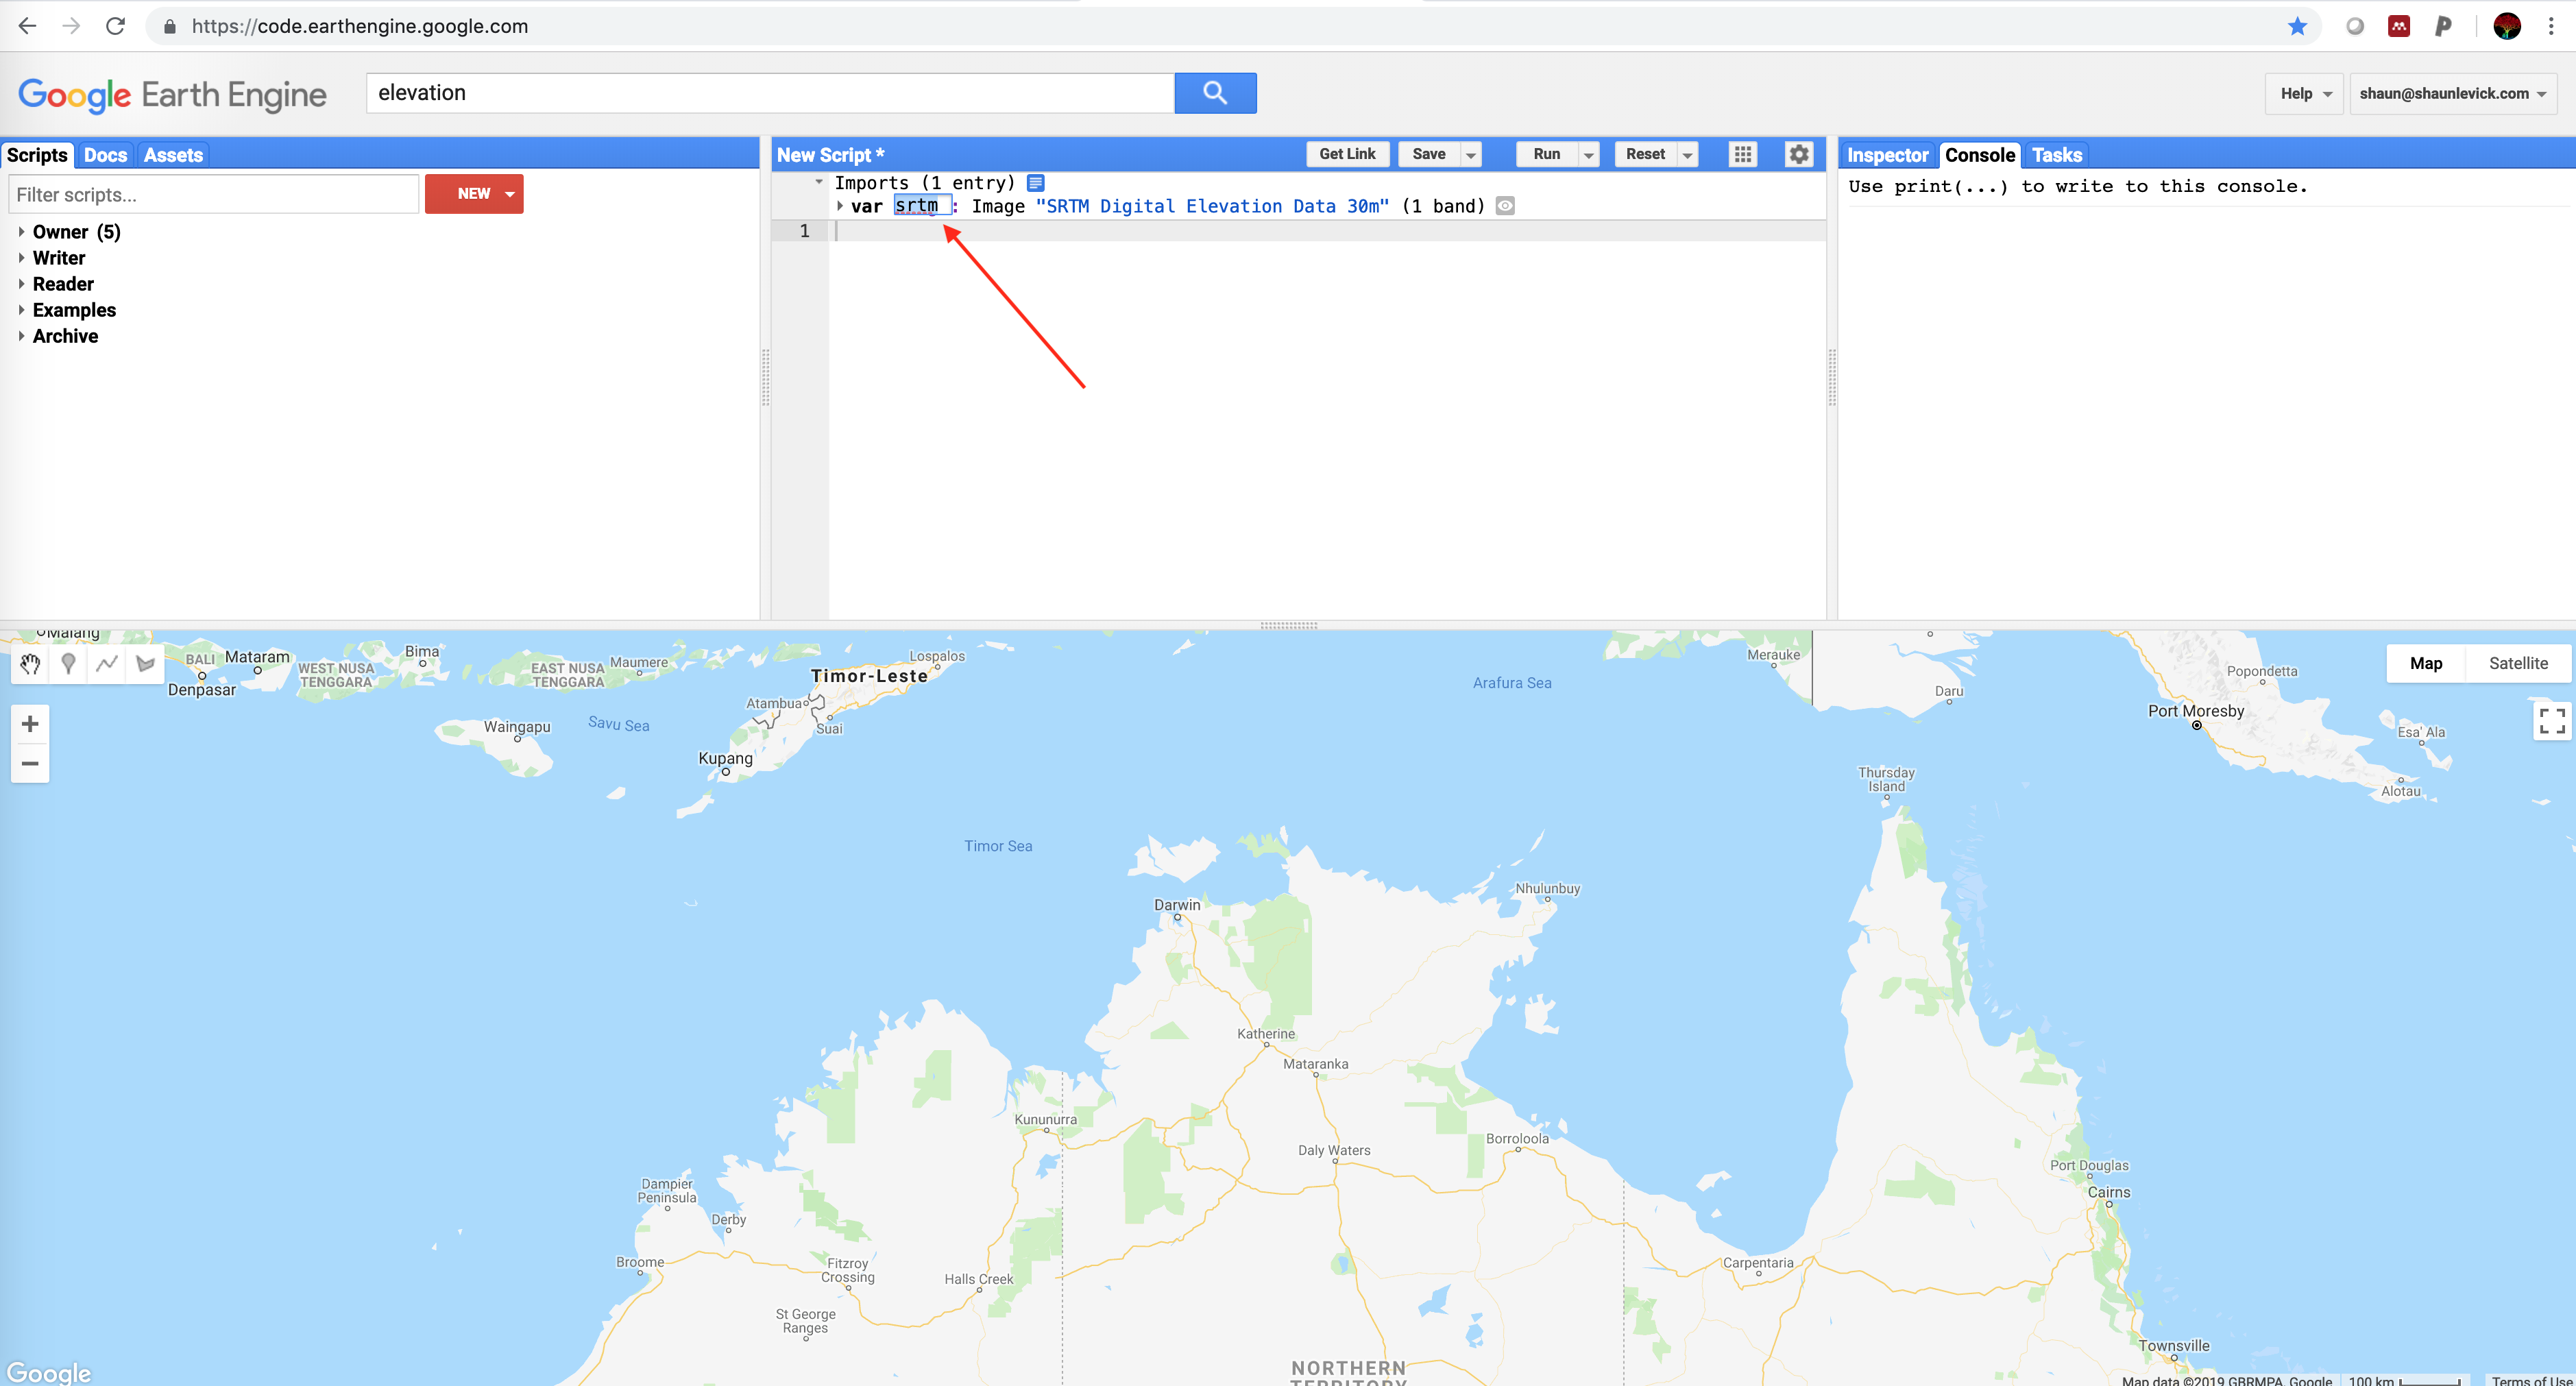 https://code.earthengine.google.com
Google Earth Engine
elevation
Help
shaun@shaunlevick.com
Scripts Docs Assets
New Script *
Get Link Save Run Reset
Inspector Console Tasks
Filter scripts...
NEW
Owner (5)
Writer
Reader
Examples
Archive
Imports (1 entry)
var srtm : Image "SRTM Digital Elevation Data 30m" (1 band)
1
Use print(...) to write to this console.
Malang
BALI
Mataram
Denpasar
WEST NUSA
TENGGARA
Bima
EAST NUSA
TENGGARA
Maumere
Lospalos
Timor-Leste
Atambua
Suai
Waingapu
Savu Sea
Kupang
Arafura Sea
Merauke
Daru
Popondetta
Port Moresby
Esa'Ala
Alotau
Map Satellite
Thursday
Island
Timor Sea
Darwin
Nhulunbuy
Katherine
Mataranka
Kununurra
Daly Waters
Borroloola
Dampier
Peninsula
Derby
Broome
Fitzroy
Crossing
Halls Creek
St George
Ranges
Carpentaria
Port Douglas
Cairns
Townsville
NORTHERN
TERRITORY
Google
Map data ©2019 GBRMPA, Google 100 km Terms of Use